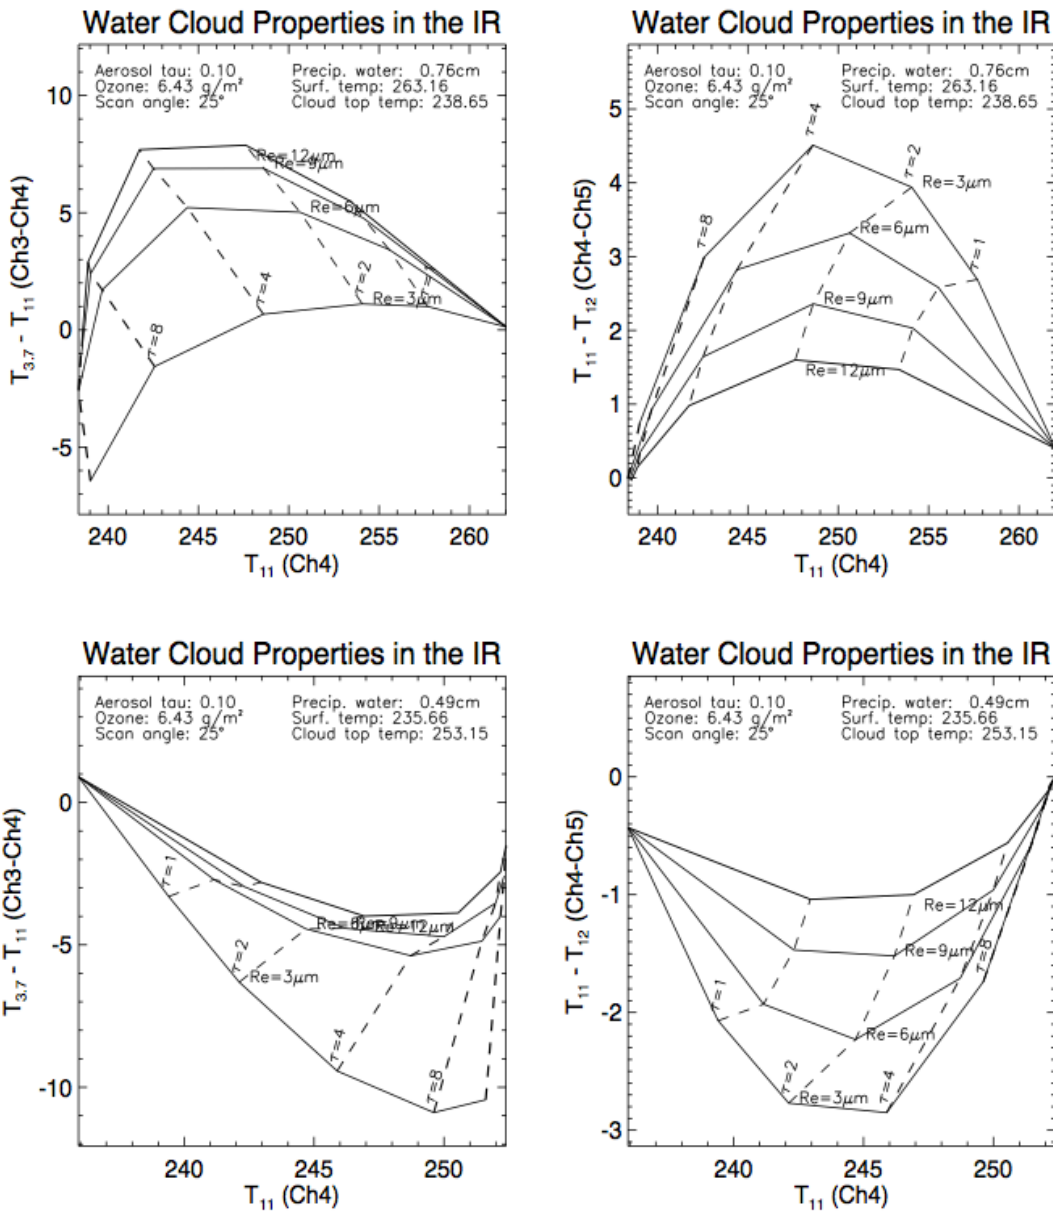 Water Cloud Properties in the IR
Aerosol tau: 0.10 Precip. water: 0.76cm
Ozone: 6.43 g/m² Surf. temp: 263.16
Scan angle: 25° Cloud top temp: 238.65
T3.7 - T11 (Ch3-Ch4)
10
5
0
-5
Re=12μm
Re=9μm
Re=6μm
Re=3μm
τ=8
τ=4
τ=2
240 245 250 255 260
T11 (Ch4)
Water Cloud Properties in the IR
Aerosol tau: 0.10 Precip. water: 0.76cm
Ozone: 6.43 g/m² Surf. temp: 263.16
Scan angle: 25° Cloud top temp: 238.65
T11 - T12 (Ch4-Ch5)
5
4
3
2
1
0
τ=8
τ=4
τ=2
τ=1
Re=3μm
Re=6μm
Re=9μm
Re=12μm
240 245 250 255 260
T11 (Ch4)
Water Cloud Properties in the IR
Aerosol tau: 0.10 Precip. water: 0.49cm
Ozone: 6.43 g/m² Surf. temp: 235.66
Scan angle: 25° Cloud top temp: 253.15
T3.7 - T11 (Ch3-Ch4)
0
-5
-10
τ=1
τ=2
τ=4
τ=8
Re=6μm
Re=9μm
Re=12μm
Re=3μm
240 245 250
T11 (Ch4)
Water Cloud Properties in the IR
Aerosol tau: 0.10 Precip. water: 0.49cm
Ozone: 6.43 g/m² Surf. temp: 235.66
Scan angle: 25° Cloud top temp: 253.15
T11 - T12 (Ch4-Ch5)
0
-1
-2
-3
τ=1
τ=2
τ=4
τ=8
Re=12μm
Re=9μm
Re=6μm
Re=3μm
240 245 250
T11 (Ch4)